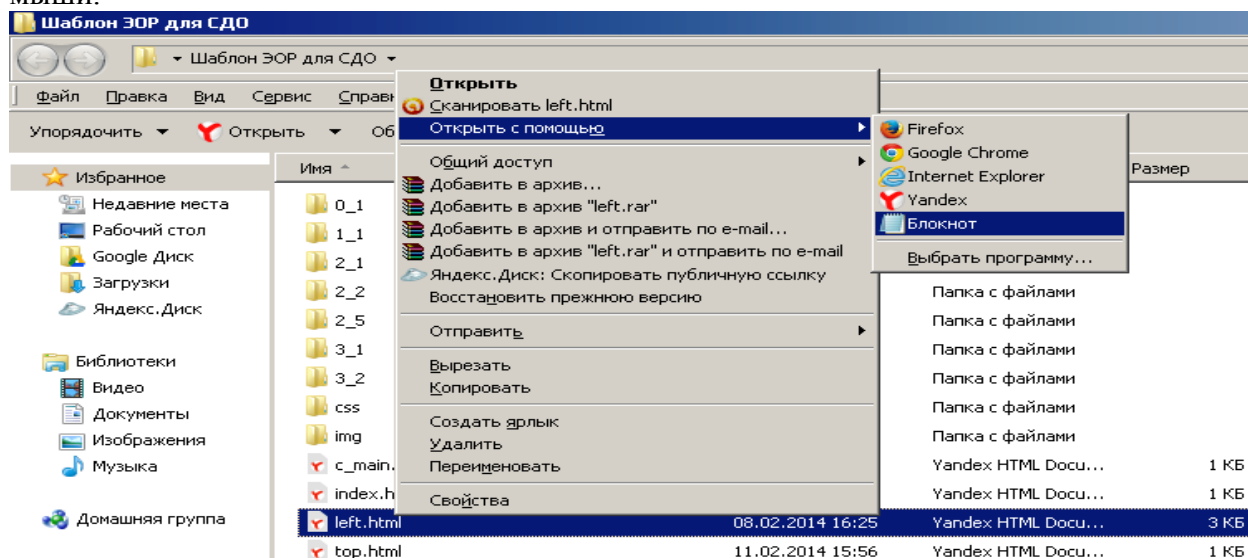 мыши.
Шаблон ЭОР для СДО
Шаблон ЭОР для СДО
Файл Правка Вид Сервис Справ
Упорядочить Открыть Об
Избранное
Недавние места
Рабочий стол
Google Диск
Загрузки
Яндекс.Диск
Библиотеки
Видео
Документы
Изображения
Музыка
Домашняя группа
Имя Размер
0_1
1_1
2_1
2_2 Папка с файлами
2_5 Папка с файлами
3_1 Папка с файлами
3_2 Папка с файлами
css Папка с файлами
img Папка с файлами
c_main. Yandex HTML Docu... 1 КБ
index.h Yandex HTML Docu... 1 КБ
left.html 08.02.2014 16:25 Yandex HTML Docu... 3 КБ
top.html 11.02.2014 15:56 Yandex HTML Docu... 1 КБ
Открыть
Сканировать left.html
Открыть с помощью
Общий доступ
Добавить в архив...
Добавить в архив "left.rar"
Добавить в архив и отправить по e-mail...
Добавить в архив "left.rar" и отправить по e-mail
Яндекс.Диск: Скопировать публичную ссылку
Восстановить прежнюю версию
Отправить
Вырезать
Копировать
Создать ярлык
Удалить
Переименовать
Свойства
Firefox
Google Chrome
Internet Explorer
Yandex
Блокнот
Выбрать программу...